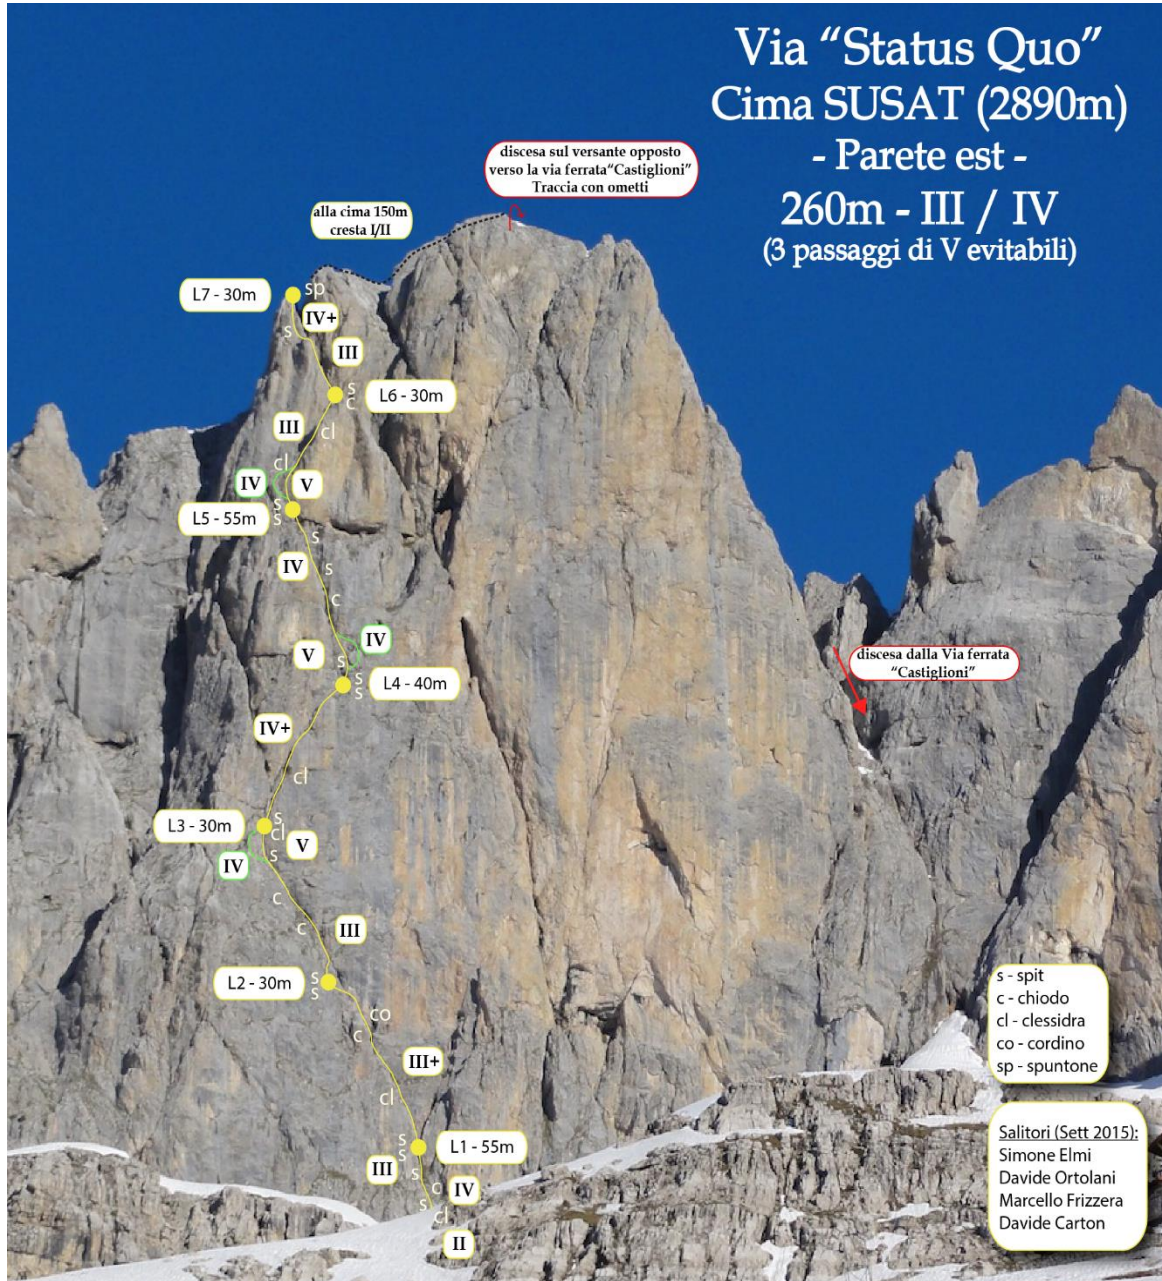 Via “Status Quo”
Cima SUSAT (2890m)
- Parete est -
260m - III / IV
(3 passaggi di V evitabili)
discesa sul versante opposto
verso la via ferrata“Castiglioni”
Traccia con ometti
alla cima 150m
cresta I/II
L7 - 30m
sp
IV+
s
III
s
c
L6 - 30m
III
cl
cl
IV
V
s
s
L5 - 55m
s
IV
s
c
IV
V
s
s
s
L4 - 40m
discesa dalla Via ferrata
“Castiglioni”
IV+
cl
L3 - 30m
s
cl
V
s
IV
c
c
III
L2 - 30m
s
s
co
c
III+
cl
s
s
L1 - 55m
III
s
c
IV
s
cl
II
s - spit
c - chiodo
cl - clessidra
co - cordino
sp - spuntone
Salitori (Sett 2015):
Simone Elmi
Davide Ortolani
Marcello Frizzera
Davide Carton